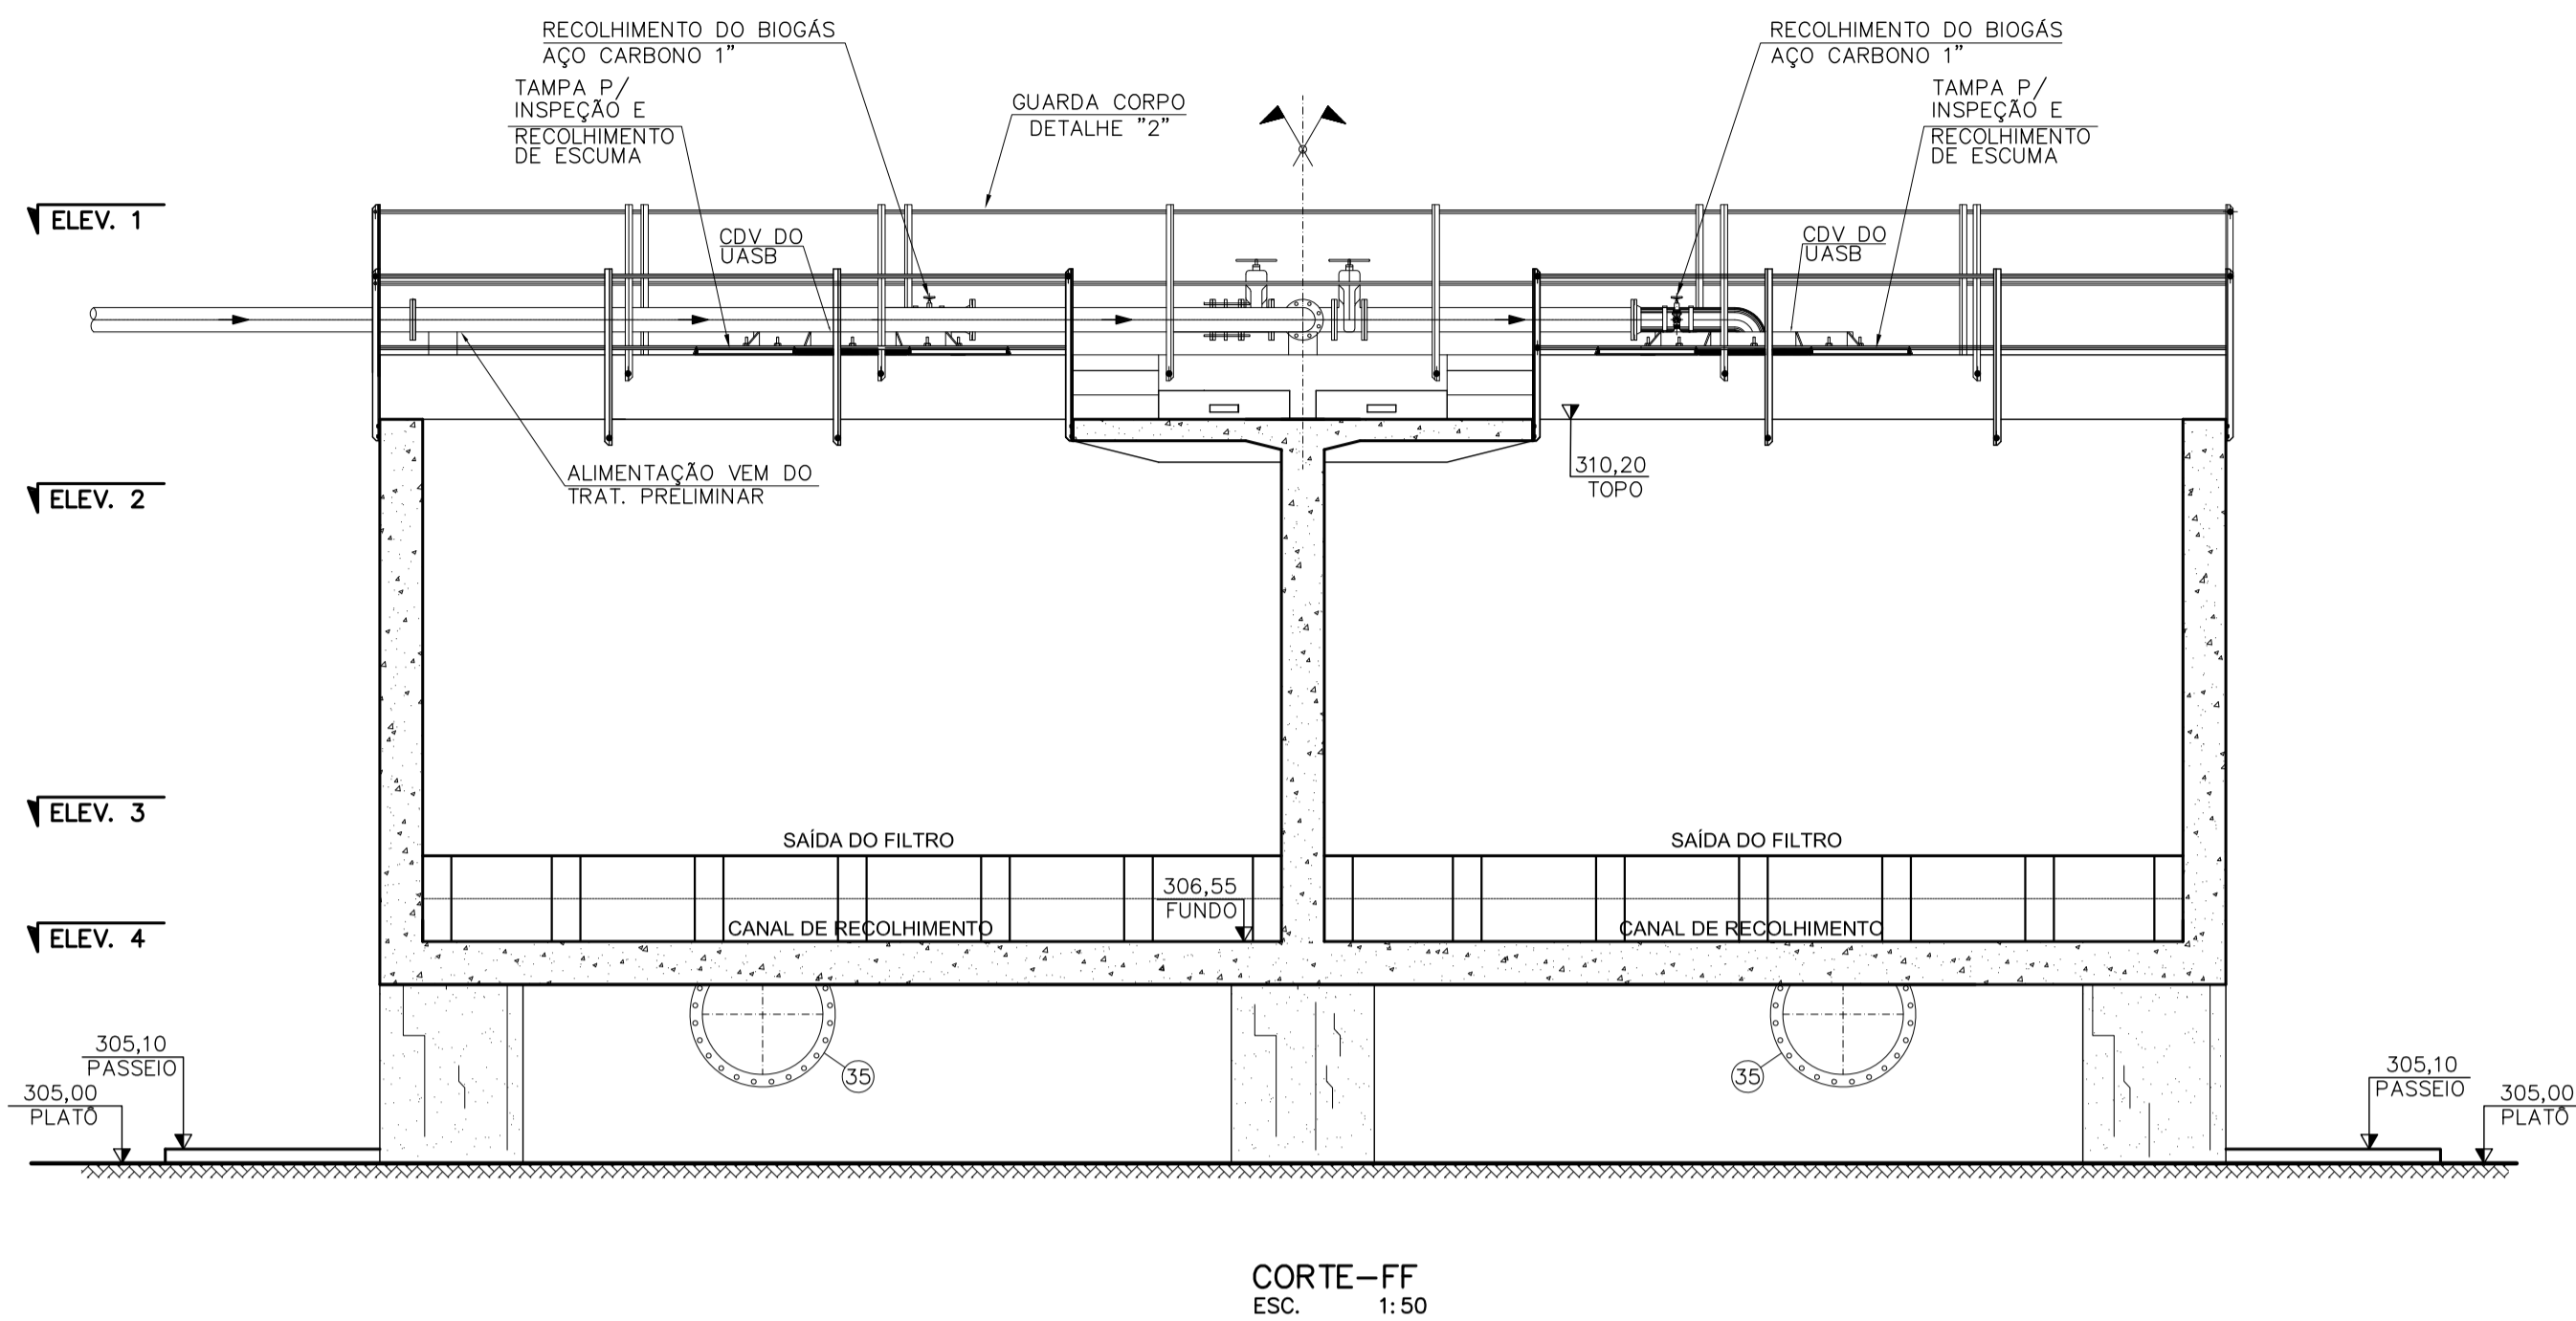 RECOLHIMENTO DO BIOGÁS
AÇO CARBONO 1"
RECOLHIMENTO DO BIOGÁS
AÇO CARBONO 1"
TAMPA P/
INSPEÇÃO E
RECOLHIMENTO
DE ESCUMA
GUARDA CORPO
DETALHE "2"
TAMPA P/
INSPEÇÃO E
RECOLHIMENTO
DE ESCUMA
ELEV. 1
CDV DO
UASB
CDV DO
UASB
ELEV. 2
ALIMENTAÇÃO VEM DO
TRAT. PRELIMINAR
310,20
TOPO
ELEV. 3
SAÍDA DO FILTRO
SAÍDA DO FILTRO
306,55
FUNDO
ELEV. 4
CANAL DE RECOLHIMENTO
CANAL DE RECOLHIMENTO
305,10
PASSEIO
305,00
PLATÔ
35
35
305,10
PASSEIO
305,00
PLATÔ
CORTE-FF
ESC. 1:50